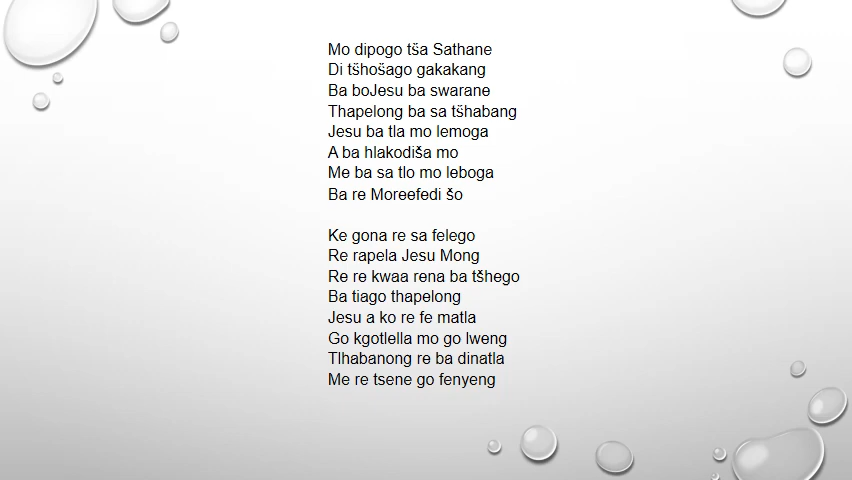 Mo dipogo tša Sathane
Di tšhošago gakakang
Ba boJesu ba swarane
Thapelong ba sa tšhabang
Jesu ba tla mo lemoga
A ba hlakodiša mo
Me ba sa tlo mo leboga
Ba re Moreefedi šo

Ke gona re sa felego
Re rapela Jesu Mong
Re re kwaa rena ba tšhego
Ba tiago thapelong
Jesu a ko re fe matla
Go kgotlella mo go lweng
Tlhabanong re ba dinatla
Me re tsene go fenyeng